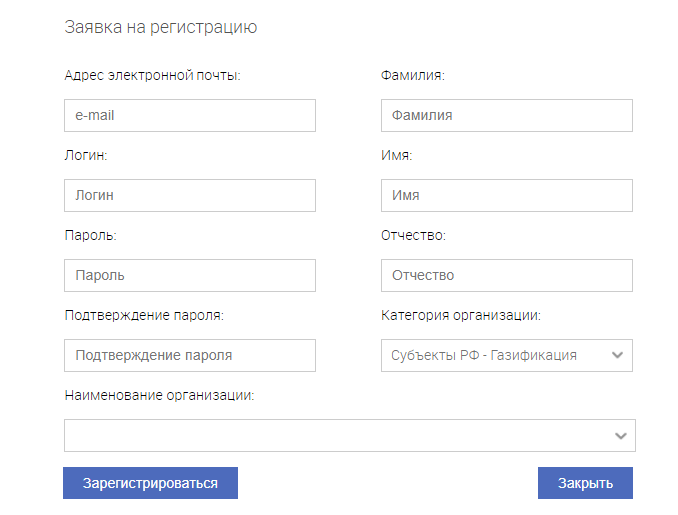 Заявка на регистрацию
Адрес электронной почты:
Фамилия:
e-mail
Фамилия
Логин:
Имя:
Логин
Имя
Пароль:
Отчество:
Пароль
Отчество
Подтверждение пароля:
Категория организации:
Подтверждение пароля
Субъекты РФ - Газификация
Наименование организации:
Зарегистрироваться
Закрыть